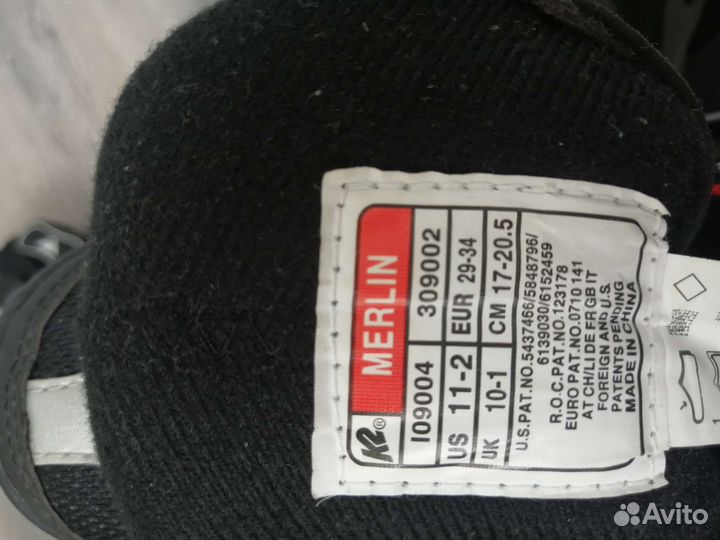 K2® MERLIN
I09004 309002
US 11-2 EUR 29-34
UK 10-1 CM 17-20.5
U.S.PAT.NO.5437466/5848796/
6139030/6152459
R.O.C.PAT.NO.123178
EURO PAT.NO.0710 141
AT CH LI DE FR GB IT
FOREIGN AND U.S.
PATENTS PENDING
MADE IN CHINA
Avito